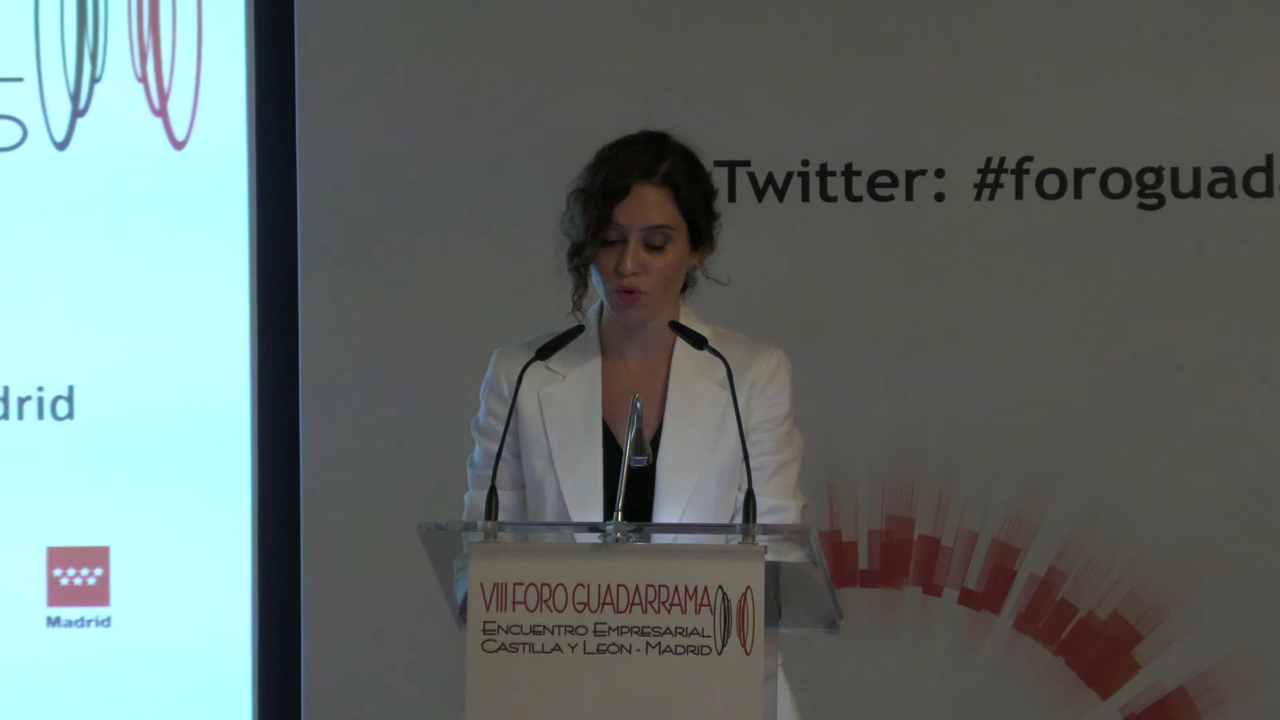 Twitter: #foroguad
drid
Madrid
VIII FORO GUADARRAMA
ENCUENTRO EMPRESARIAL
CASTILLA Y LEÓN - MADRID